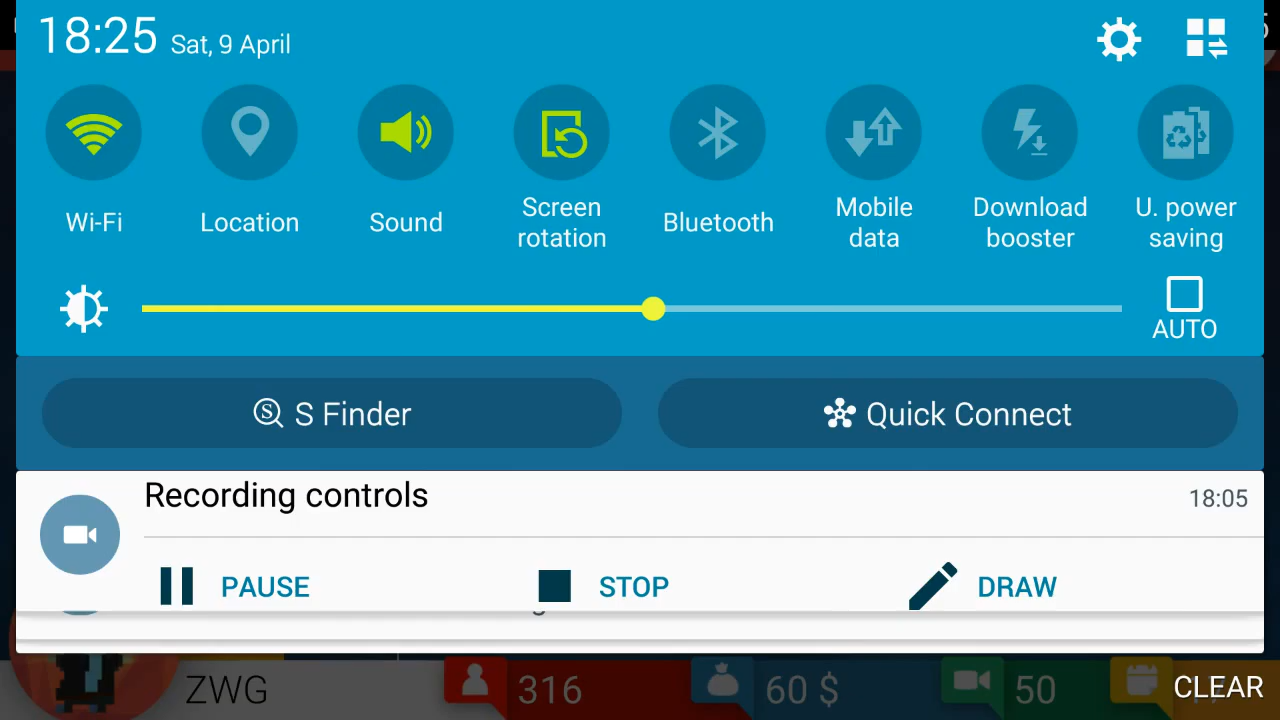 18:25 Sat, 9 April
Wi-Fi
Location
Sound
Screen
rotation
Bluetooth
Mobile
data
Download
booster
U. power
saving
AUTO
S Finder
Quick Connect
Recording controls
18:05
PAUSE
STOP
DRAW
ZWG
316
60 $
50
CLEAR